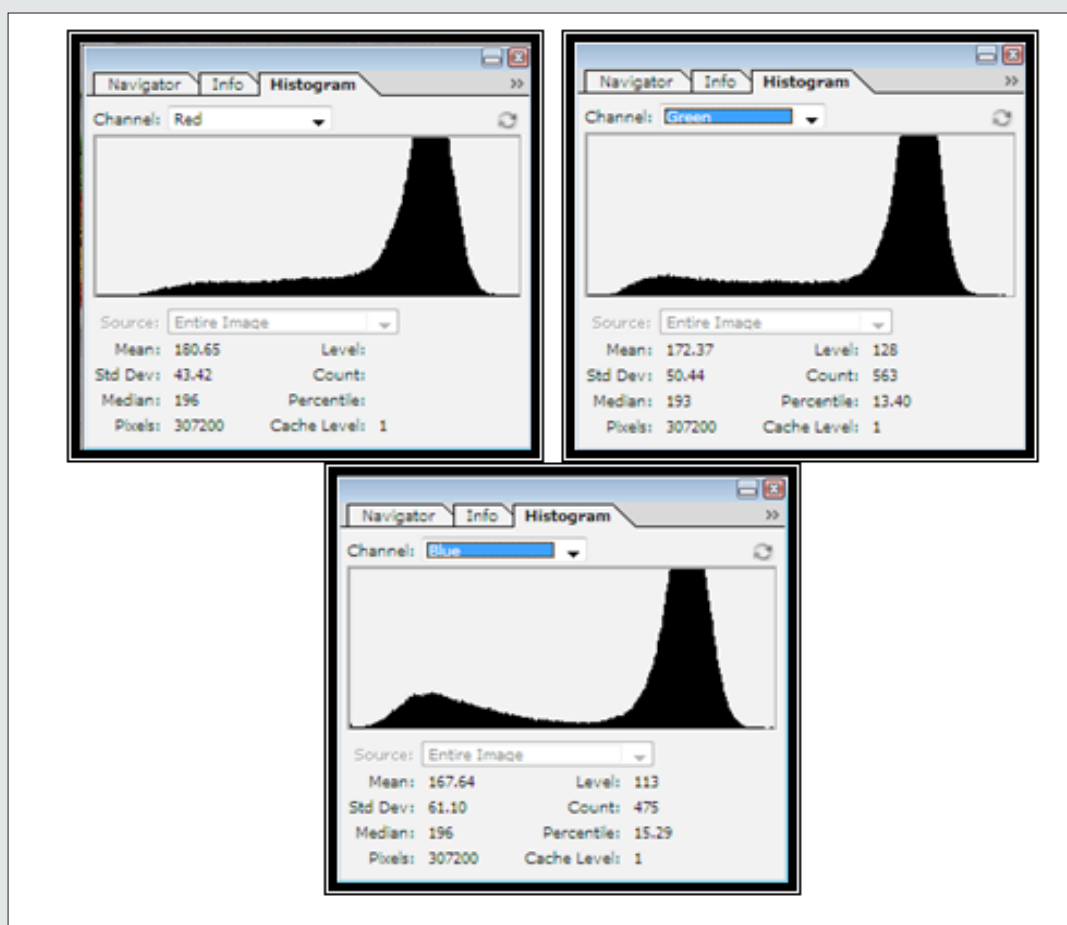 Navigator Info Histogram
Channel: Red
Source: Entire Image
Mean: 180.65 Level:
Std Dev: 43.42 Count:
Median: 196 Percentile:
Pixels: 307200 Cache Level: 1
Navigator Info Histogram
Channel: Green
Source: Entire Image
Mean: 172.37 Level: 128
Std Dev: 50.44 Count: 563
Median: 193 Percentile: 13.40
Pixels: 307200 Cache Level: 1
Navigator Info Histogram
Channel: Blue
Source: Entire Image
Mean: 167.64 Level: 113
Std Dev: 61.10 Count: 475
Median: 196 Percentile: 15.29
Pixels: 307200 Cache Level: 1